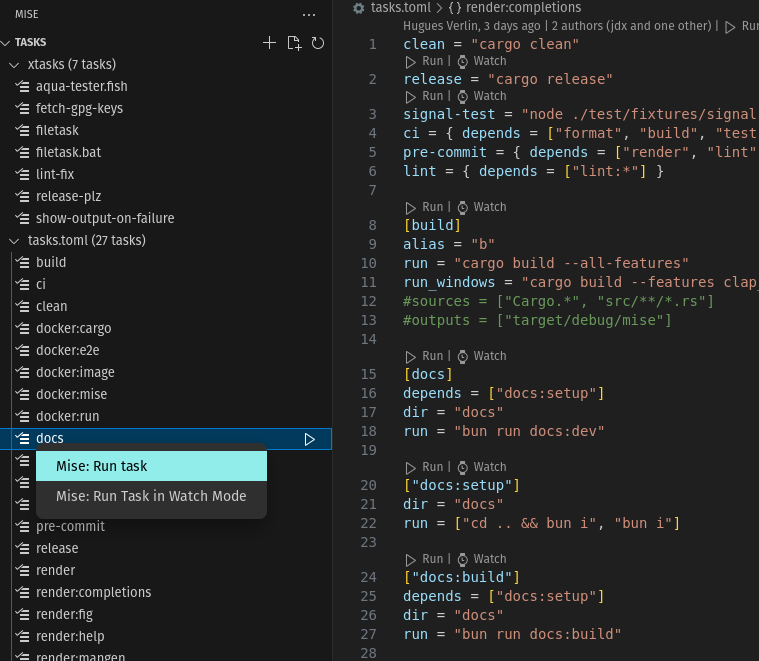 MISE
TASKS
xtasks (7 tasks)
aqua-tester.fish
fetch-gpg-keys
filetask
filetask.bat
lint-fix
release-plz
show-output-on-failure
tasks.toml (27 tasks)
build
ci
clean
docker:cargo
docker:e2e
docker:image
docker:mise
docker:run
docs
Mise: Run task
Mise: Run Task in Watch Mode
pre-commit
release
render
render:completions
render:fig
render:help
render:mangen
tasks.toml > {} render:completions
Hugues Verlin, 3 days ago | 2 authors (jdx and one other) | Run
1 clean = "cargo clean"
Run | Watch
2 release = "cargo release"
Run | Watch
3 signal-test = "node ./test/fixtures/signal
4 ci = { depends = ["format", "build", "test
5 pre-commit = { depends = ["render", "lint"
6 lint = { depends = ["lint:*"] }
7
Run | Watch
8 [build]
9 alias = "b"
10 run = "cargo build --all-features"
11 run_windows = "cargo build --features clap_
12 #sources = ["Cargo.*", "src/**/*.rs"]
13 #outputs = ["target/debug/mise"]
14
Run | Watch
15 [docs]
16 depends = ["docs:setup"]
17 dir = "docs"
18 run = "bun run docs:dev"
19
Run | Watch
20 ["docs:setup"]
21 dir = "docs"
22 run = ["cd .. && bun i", "bun i"]
23
Run | Watch
24 ["docs:build"]
25 depends = ["docs:setup"]
26 dir = "docs"
27 run = "bun run docs:build"
28